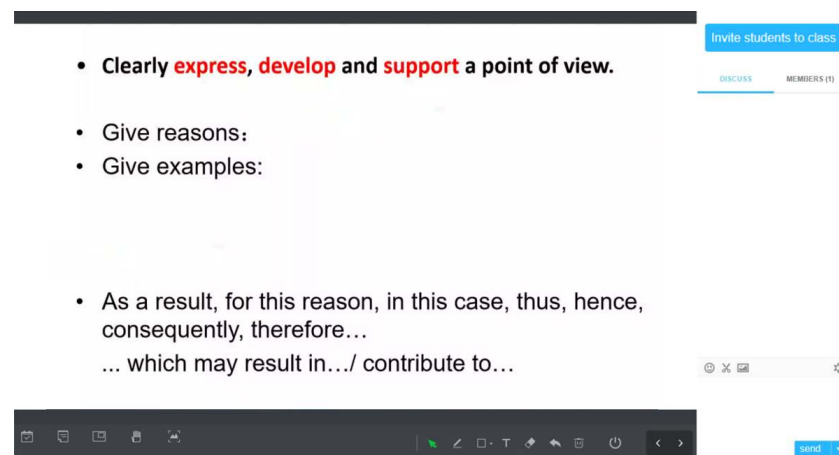 Invite students to class
• Clearly express, develop and support a point of view.
DISCUSS
MEMBERS (1)
• Give reasons：
• Give examples:
• As a result, for this reason, in this case, thus, hence,
consequently, therefore…
... which may result in…/ contribute to…
send